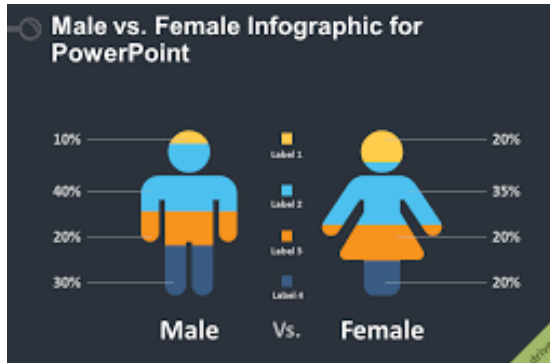 Male vs. Female Infographic for
PowerPoint
10%
Label 1
20%
40%
Label 2
35%
20%
Label 3
20%
30%
Label 4
20%
Male Vs. Female